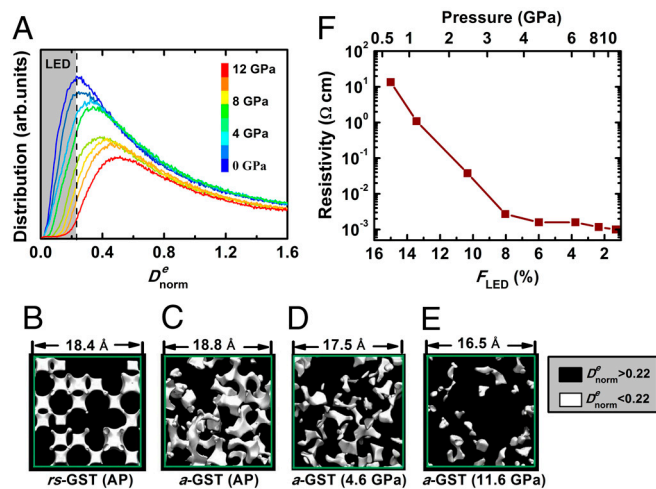 A
LED
12 GPa
8 GPa
4 GPa
0 GPa
Distribution (arb.units)
0.0 0.4 0.8 1.2 1.6
D^e_norm
F
Pressure (GPa)
0.5 1 2 3 4 6 8 10
10^2
10^1
10^0
10^-1
10^-2
10^-3
Resistivity (Ω cm)
16 14 12 10 8 6 4 2
F_LED (%)
B C D E
18.4 Å 18.8 Å 17.5 Å 16.5 Å
D^e_norm>0.22
D^e_norm<0.22
rs-GST (AP) a-GST (AP) a-GST (4.6 GPa) a-GST (11.6 GPa)